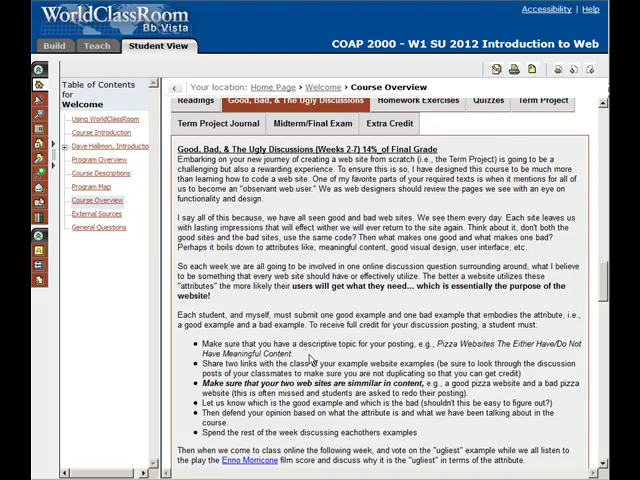 WorldClassRoom
Bb Vista
Accessibility | Help
Build Teach Student View
COAP 2000 - W1 SU 2012 Introduction to Web
Table of Contents
for
Welcome
Using WorldClassRoom
Course Introduction
Dave Hallmon, Introductio
Program Overview
Course Descriptions
Program Map
Course Overview
External Sources
General Questions
Your location: Home Page › Welcome › Course Overview
Readings Good, Bad, & The Ugly Discussions Homework Exercises Quizzes Term Project
Term Project Journal Midterm/Final Exam Extra Credit
Good, Bad, & The Ugly Discussions (Weeks 2-7) 14% of Final Grade
Embarking on your new journey of creating a web site from scratch (i.e., the Term Project) is going to be a
challenging but also a rewarding experience. To ensure this is so, I have designed this course to be much more
than learning how to code a web site. One of my favorite parts of your required texts is when it mentions for all of
us to become an "observant web user." We as web designers should review the pages we see with an eye on
functionality and design.
I say all of this because, we have all seen good and bad web sites. We see them every day. Each site leaves us
with lasting impressions that will effect wither we will ever return to the site again. Think about it, don't both the
good sites and the bad sites, use the same code? Then what makes one good and what makes one bad?
Perhaps it boils down to attributes like, meaningful content, good visual design, user interface, etc.
So each week we are all going to be involved in one online discussion question surrounding around, what I believe
to be something that every web site should have or effectively utilize. The better a website utilizes these
"attributes" the more likely their users will get what they need... which is essentially the purpose of the
website!
Each student, and myself, must submit one good example and one bad example that embodies the attribute, i.e.,
a good example and a bad example. To receive full credit for your discussion posting, a student must:
• Make sure that you have a descriptive topic for your posting, e.g., Pizza Websites The Either Have/Do Not
Have Meaningful Content.
• Share two links with the class of your example website examples (be sure to look through the discussion
posts of your classmates to make sure you are not duplicating so that you can get credit)
• Make sure that your two web sites are simmilar in content, e.g., a good pizza website and a bad pizza
website (this is often missed and students are asked to redo their posting).
• Let us know which is the good example and which is the bad (shouldn't this be easy to figure out?)
• Then defend your opinion based on what the attribute is and what we have been talking about in the
course.
• Spend the rest of the week discussing eachothers examples
Then when we come to class online the following week, and vote on the "ugliest" example while we all listen to
the play the Enno Morricone film score and discuss why it is the "ugliest" in terms of the attribute.